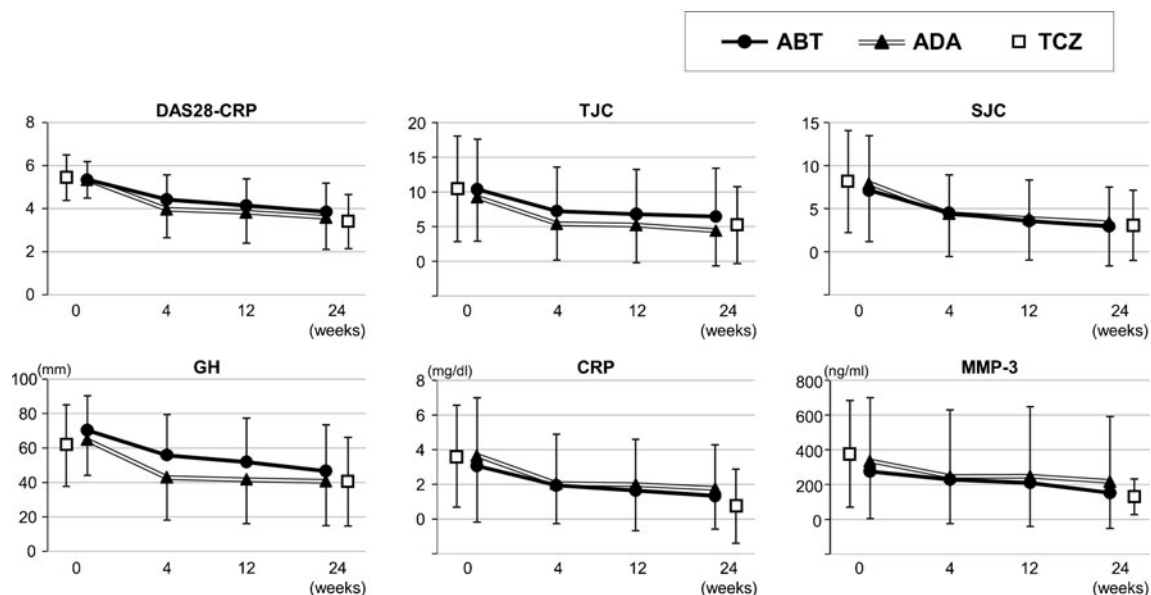 ABT ADA TCZ
DAS28-CRP
8
6
4
2
0
0 4 12 24
(weeks)
TJC
20
15
10
5
0
0 4 12 24
(weeks)
SJC
15
10
5
0
0 4 12 24
(weeks)
GH
(mm)
100
80
60
40
20
0
0 4 12 24
(weeks)
CRP
(mg/dl)
8
6
4
2
0
0 4 12 24
(weeks)
MMP-3
(ng/ml)
800
600
400
200
0
0 4 12 24
(weeks)